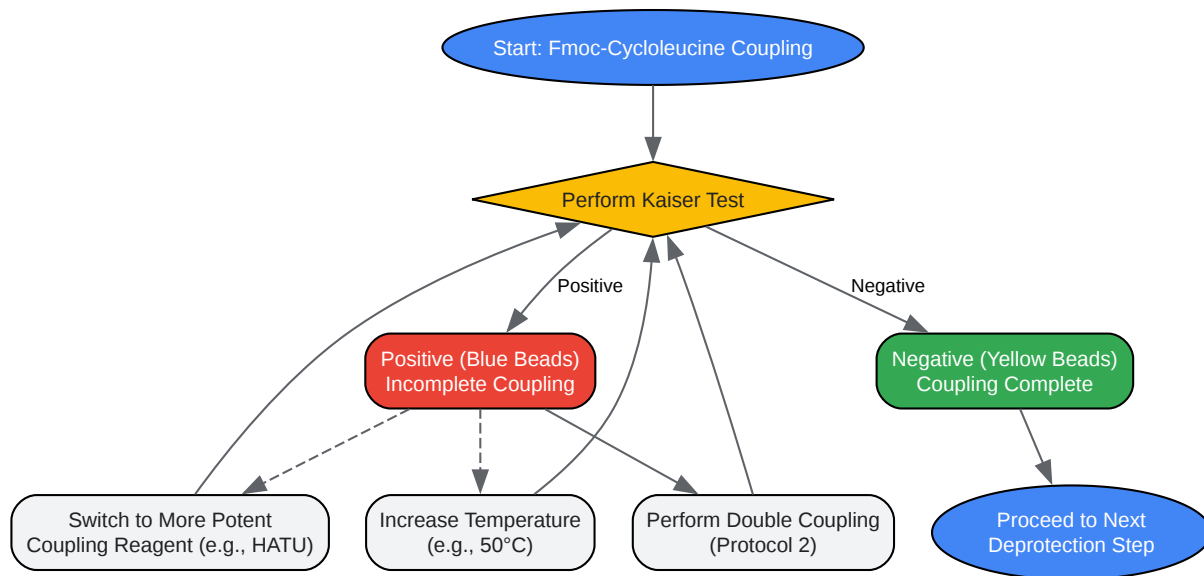 Start: Fmoc-Cycloleucine Coupling
Perform Kaiser Test
Positive
Negative
Positive (Blue Beads)
Incomplete Coupling
Negative (Yellow Beads)
Coupling Complete
Switch to More Potent
Coupling Reagent (e.g., HATU)
Increase Temperature
(e.g., 50°C)
Perform Double Coupling
(Protocol 2)
Proceed to Next
Deprotection Step